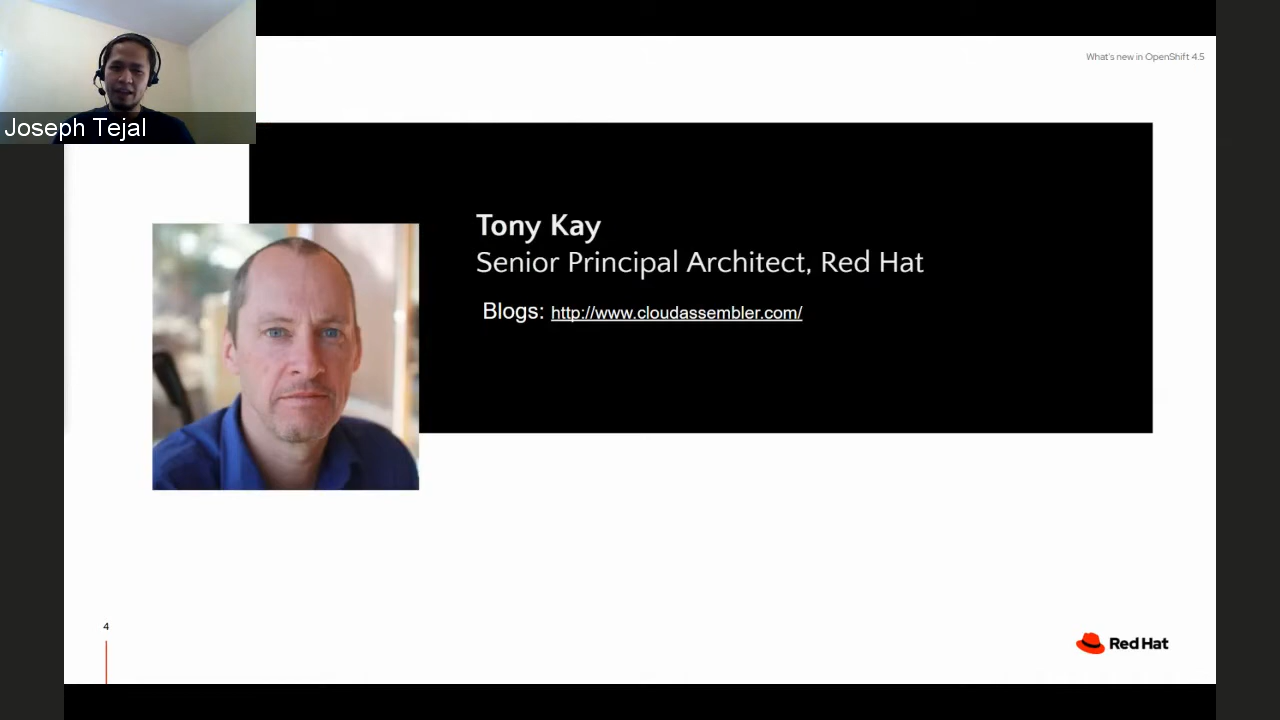 What's new in OpenShift 4.5
Joseph Tejal
Tony Kay
Senior Principal Architect, Red Hat
Blogs: http://www.cloudassembler.com/
4
Red Hat